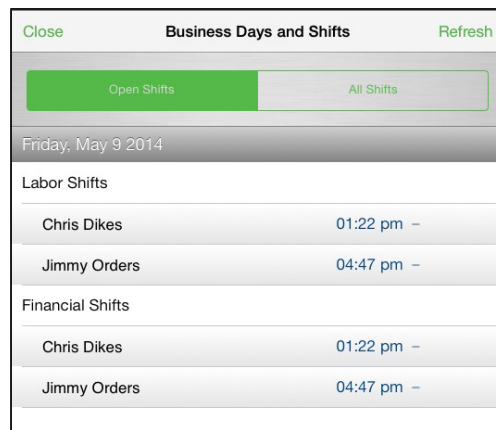 Close Business Days and Shifts Refresh
Open Shifts All Shifts
Friday, May 9 2014
Labor Shifts
Chris Dikes 01:22 pm –
Jimmy Orders 04:47 pm –
Financial Shifts
Chris Dikes 01:22 pm –
Jimmy Orders 04:47 pm –